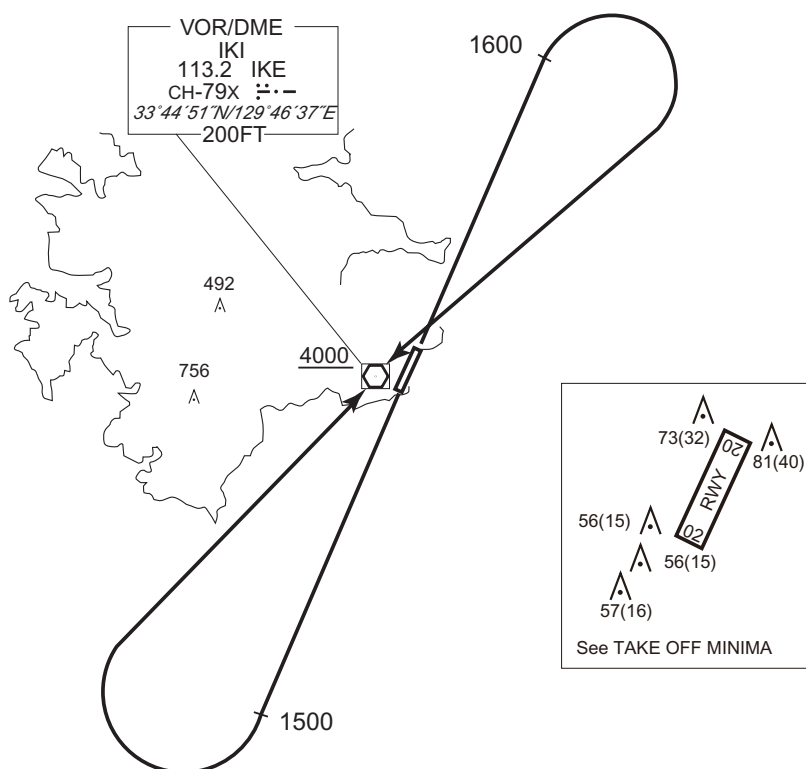 VOR/DME
IKI
113.2 IKE
CH-79X
33°44´51˝N/129°46´37˝E
200FT
1600
492
4000
756
73(32)
20
81(40)
RWY
56(15)
02
56(15)
57(16)
See TAKE OFF MINIMA
1500